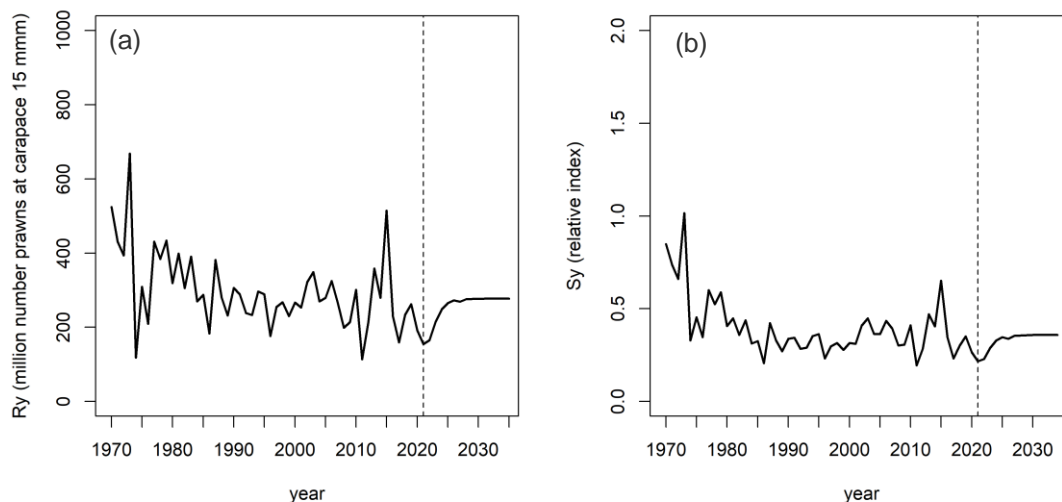 (a)
Ry (million number prawns at carapace 15 mmm)
0 200 400 600 800 1000
1970 1980 1990 2000 2010 2020 2030
year
(b)
Sy (relative index)
0.0 0.5 1.0 1.5 2.0
1970 1980 1990 2000 2010 2020 2030
year